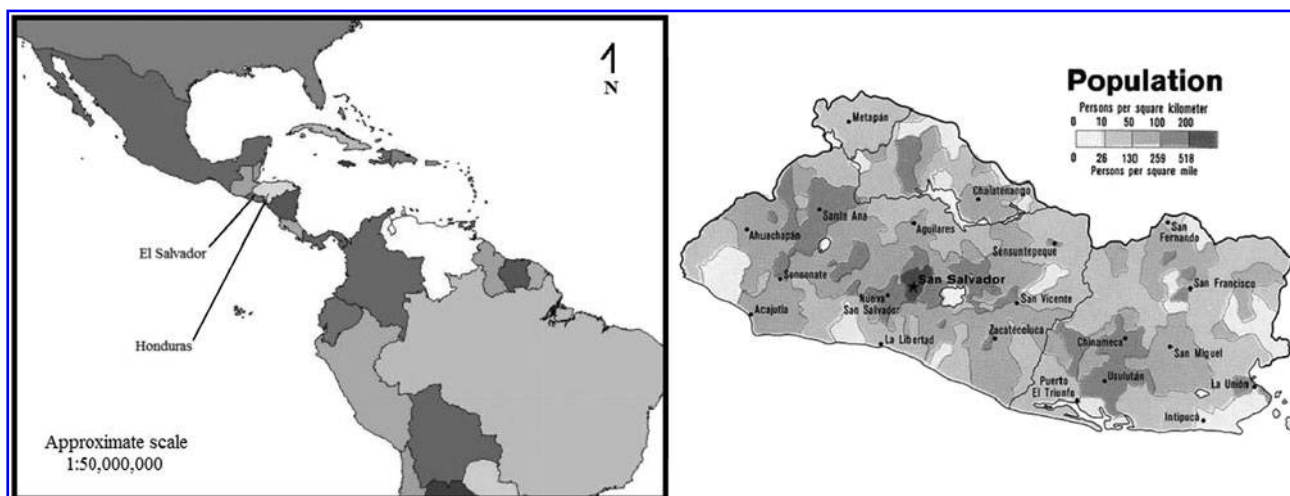 N
El Salvador
Honduras
Approximate scale
1:50,000,000
Population
Persons per square kilometer
0 10 50 100 200
0 26 130 259 518
Persons per square mile
Metapán
Chalatenango
Santa Ana
Ahuachapán
Aguilares
San
Fernando
Sensuntepeque
Sonsonate
San Salvador
San Francisco
Nueva
San Salvador
San Vicente
Acajutla
Zacatecoluca
La Libertad
Chinameca
San Miguel
Puerto
El Triunfo
Usulután
La Unión
Intipucá